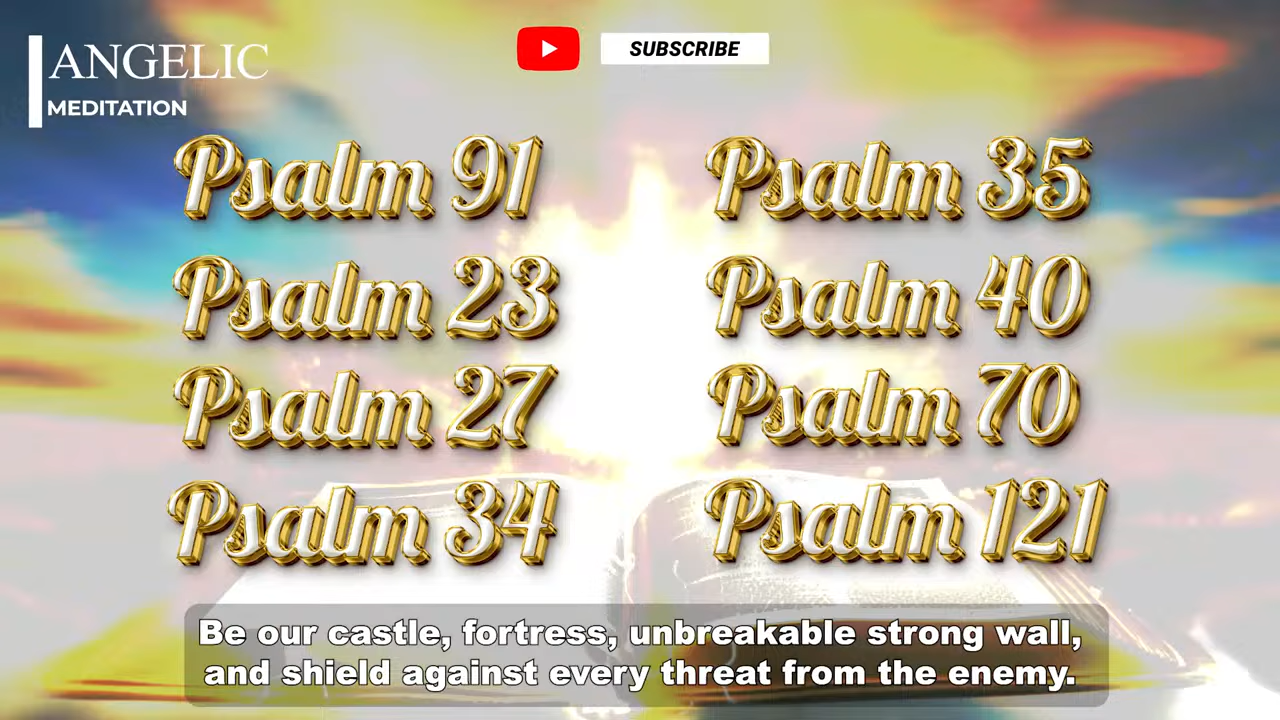 ANGELIC
MEDITATION
SUBSCRIBE
Psalm 91
Psalm 23
Psalm 27
Psalm 34
Psalm 35
Psalm 40
Psalm 70
Psalm 121
Be our castle, fortress, unbreakable strong wall,
and shield against every threat from the enemy.